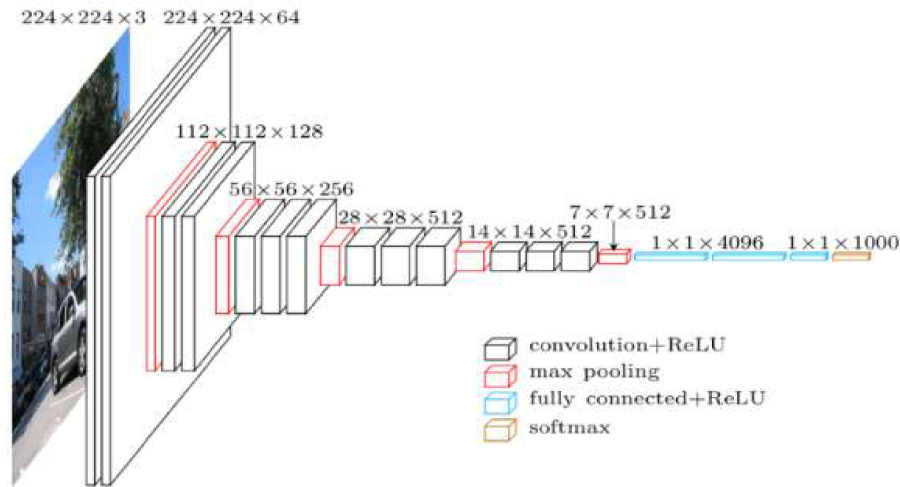 224×224×3 224×224×64
112×112×128
56×56×256
28×28×512
14×14×512
7×7×512
1×1×4096 1×1×1000
convolution+ReLU
max pooling
fully connected+ReLU
softmax